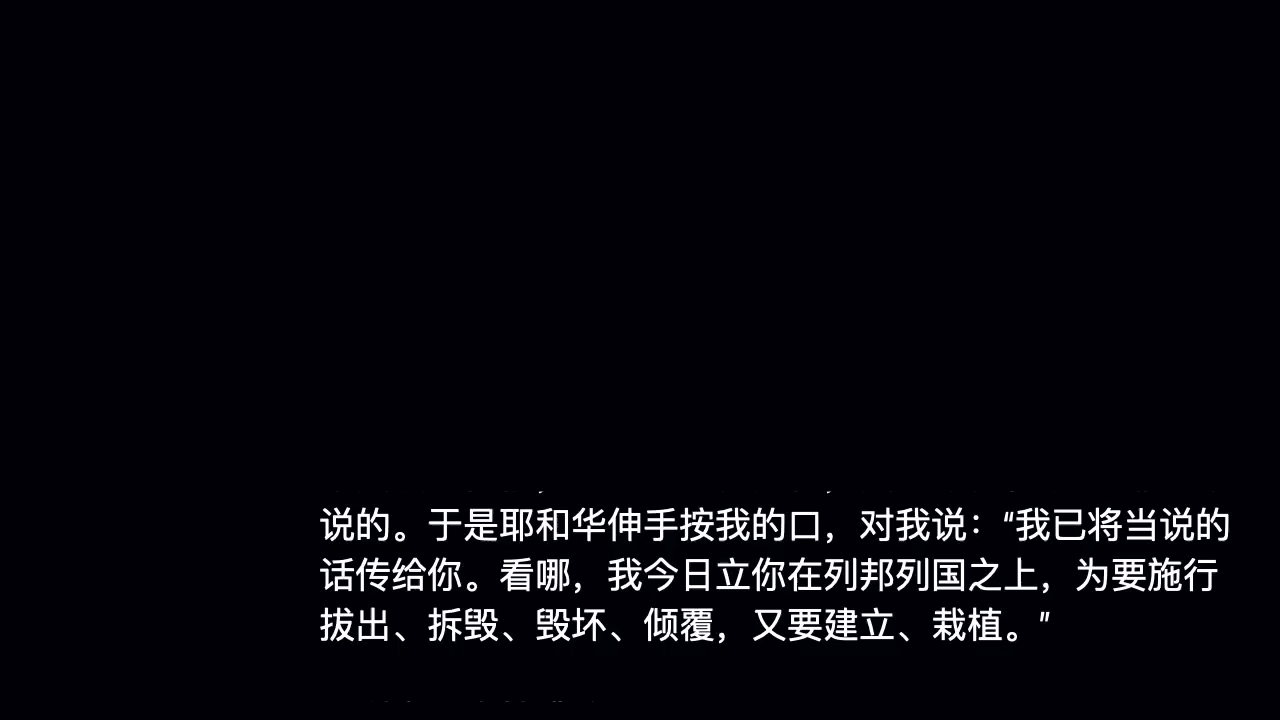 说的。于是耶和华伸手按我的口，对我说：“我已将当说的
话传给你。看哪，我今日立你在列邦列国之上，为要施行
拔出、拆毁、毁坏、倾覆，又要建立、栽植。”